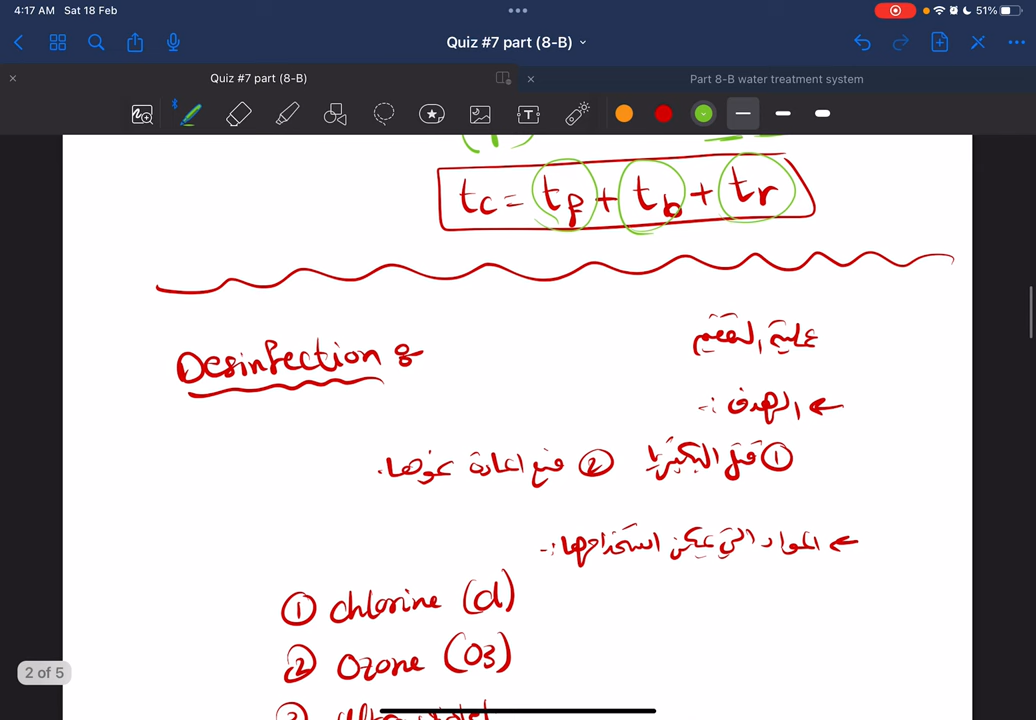 4:17 AM Sat 18 Feb
51%
Quiz #7 part (8-B)
Quiz #7 part (8-B)
Part 8-B water treatment system
tc = tf + tb + tr
Desinfection :
عملية التعقيم
← الهدف :-
① قتل البكتيريا ② منع اعادة نموها.
← المواد التي يمكن استخدامها :-
① chlorine (cl)
② Ozone (O3)
③ ultraviolet
2 of 5